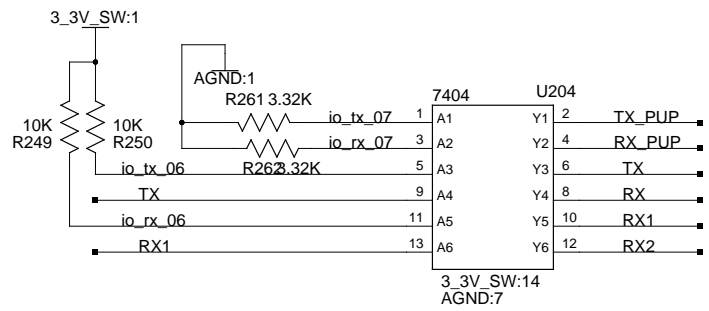 3_3V_SW:1
AGND:1
7404 U204
R261 3.32K io_tx_07 1 A1 Y1 2 TX_PUP
10K 10K io_rx_07 3 A2 Y2 4 RX_PUP
R249 R250
io_tx_06 R262 3.32K 5 A3 Y3 6 TX
TX 9 A4 Y4 8 RX
io_rx_06 11 A5 Y5 10 RX1
RX1 13 A6 Y6 12 RX2
3_3V_SW:14
AGND:7